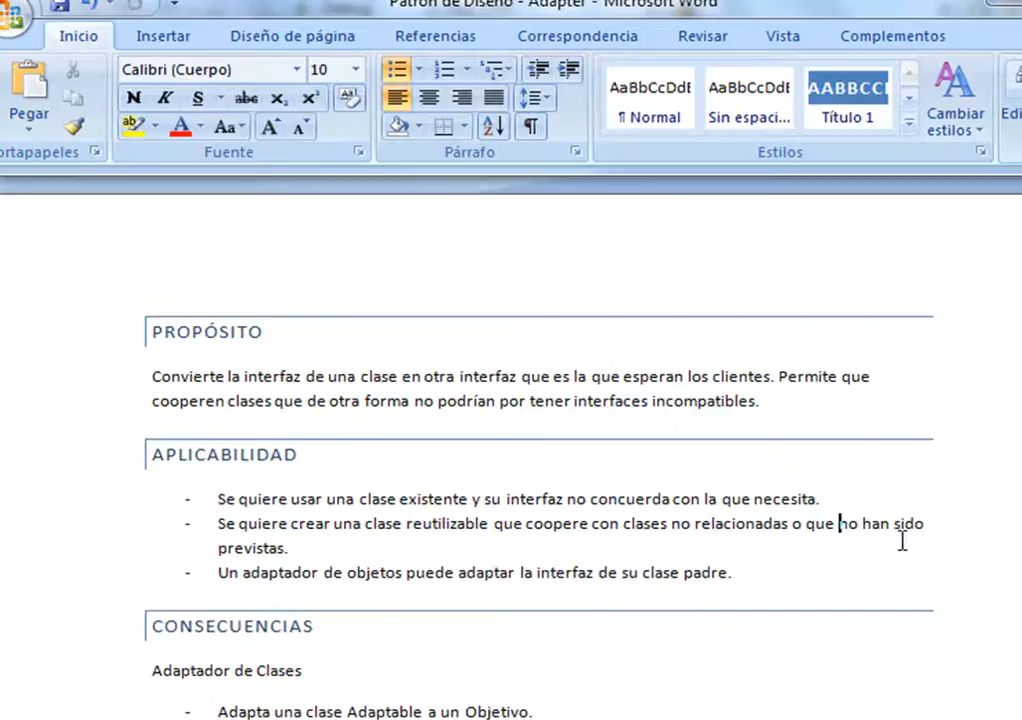 Patrón de Diseño - Adapter - Microsoft Word
Inicio Insertar Diseño de página Referencias Correspondencia Revisar Vista Complementos
Calibri (Cuerpo) 10
Pegar
N K S abc x₂ x² 
ab A Aa A A
AaBbCcDdE AaBbCcDdE AABBCCI
¶ Normal Sin espaci... Título 1
Cambiar
estilos
Edi
ortapapeles Fuente Párrafo Estilos
PROPÓSITO
Convierte la interfaz de una clase en otra interfaz que es la que esperan los clientes. Permite que
cooperen clases que de otra forma no podrían por tener interfaces incompatibles.
APLICABILIDAD
- Se quiere usar una clase existente y su interfaz no concuerda con la que necesita.
- Se quiere crear una clase reutilizable que coopere con clases no relacionadas o que no han sido
previstas.
- Un adaptador de objetos puede adaptar la interfaz de su clase padre.
CONSECUENCIAS
Adaptador de Clases
- Adapta una clase Adaptable a un Objetivo.